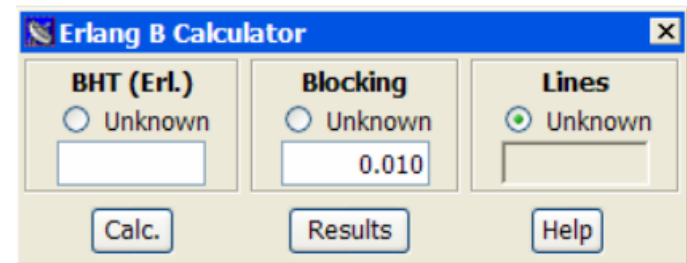 Erlang B Calculator
BHT (Erl.) Blocking Lines
Unknown Unknown Unknown
0.010
Calc. Results Help